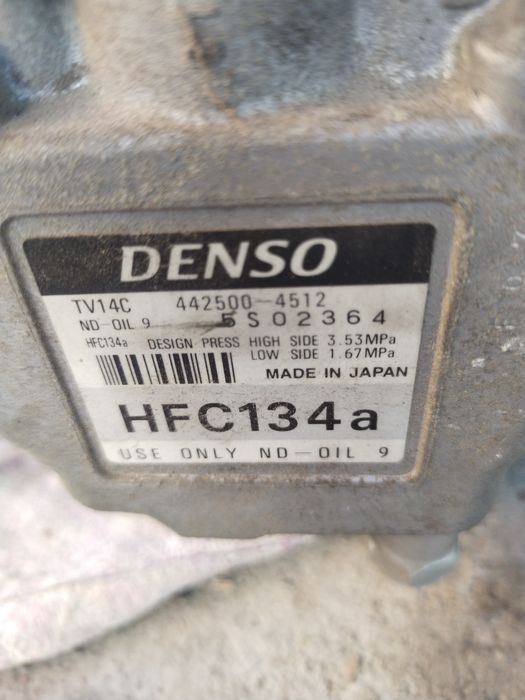 DENSO
TV14C 442500-4512
ND-OIL 9 5S02364
HFC134a DESIGN PRESS HIGH SIDE 3.53MPa
LOW SIDE 1.67MPa
MADE IN JAPAN
HFC134a
USE ONLY ND-OIL 9